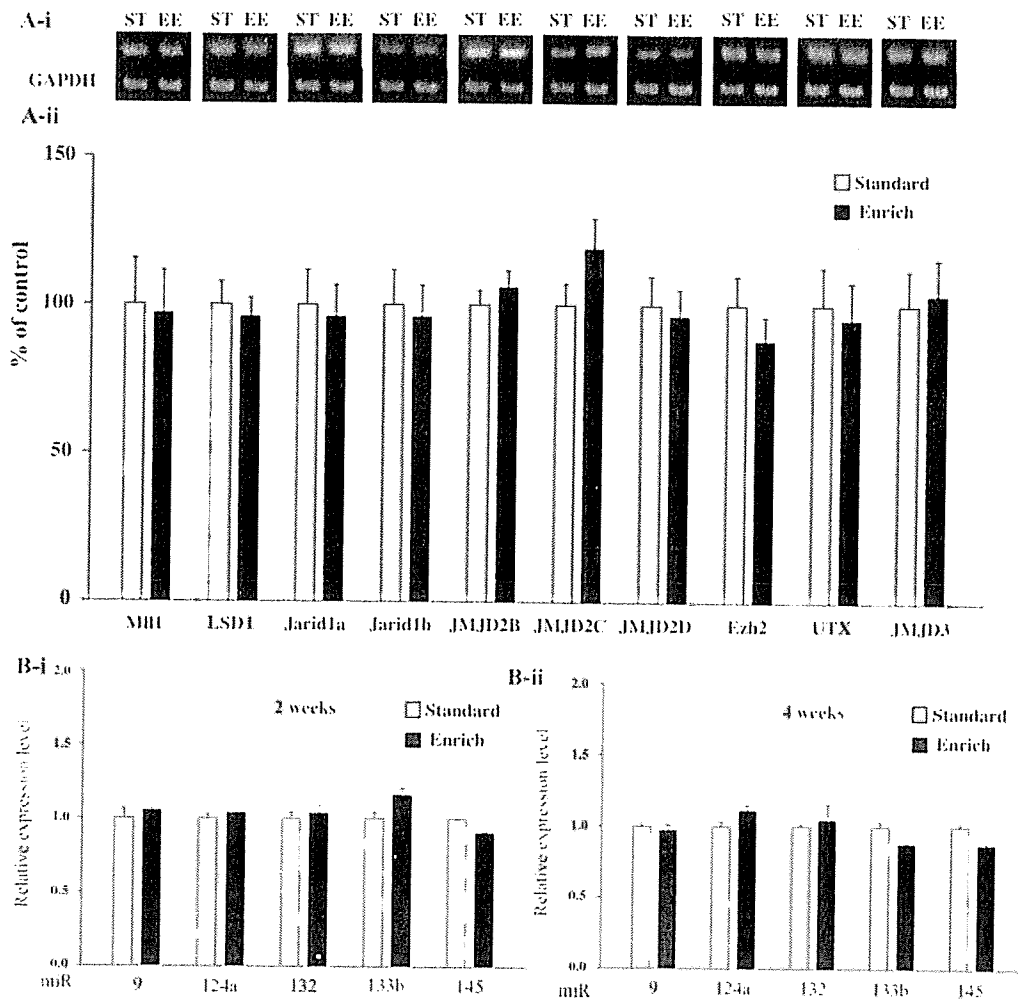 A-i
ST EE ST EE ST EE ST EE ST EE ST EE ST EE ST EE ST EE ST EE
GAPDH
A-ii
150
100
50
0
% of control
Standard
Enrich
Mll1 LSD1 Jarid1a Jarid1b JMJD2B JMJD2C JMJD2D Ezh2 UTX JMJD3
B-i
2.0
1.5
1.0
0.5
0.0
Relative expression level
2 weeks
Standard
Enrich
miR 9 124a 132 133b 145
B-ii
2.0
1.5
1.0
0.5
0.0
Relative expression level
4 weeks
Standard
Enrich
miR 9 124a 132 133b 145